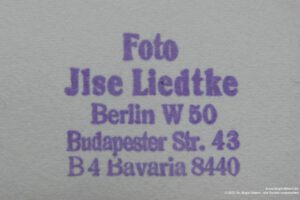 Foto
Jlse Liedtke
Berlin W 50
Budapester Str. 43
B 4 Bavaria 8440